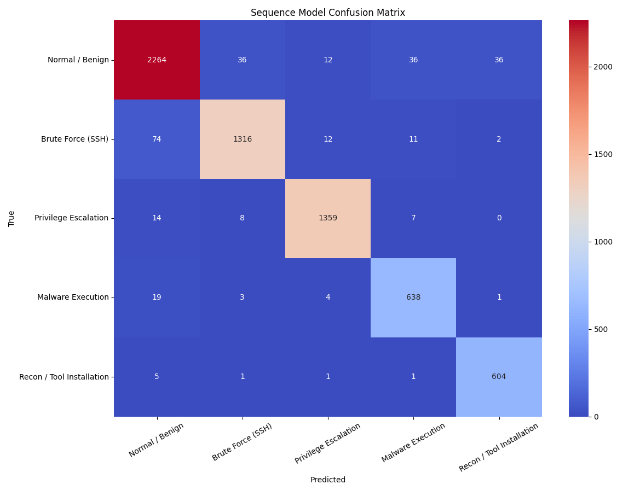 Sequence Model Confusion Matrix
True
Normal / Benign 2264 36 12 36 36
Brute Force (SSH) 74 1316 12 11 2
Privilege Escalation 14 8 1359 7 0
Malware Execution 19 3 4 638 1
Recon / Tool Installation 5 1 1 1 604
Normal / Benign
Brute Force (SSH)
Privilege Escalation
Malware Execution
Recon / Tool Installation
Predicted
2000
1500
1000
500
0